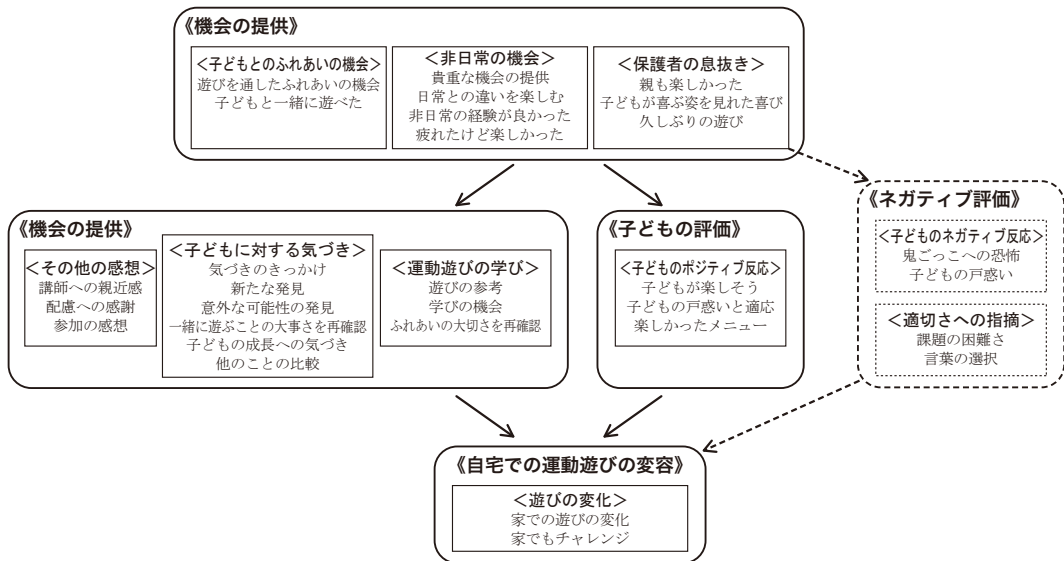 《機会の提供》
＜子どもとのふれあいの機会＞
遊びを通したふれあいの機会
子どもと一緒に遊べた
＜非日常の機会＞
貴重な機会の提供
日常との違いを楽しむ
非日常の経験が良かった
疲れたけど楽しかった
＜保護者の息抜き＞
親も楽しかった
子どもが喜ぶ姿を見れた喜び
久しぶりの遊び
《機会の提供》
＜その他の感想＞
講師への親近感
配慮への感謝
参加の感想
＜子どもに対する気づき＞
気づきのきっかけ
新たな発見
意外な可能性の発見
一緒に遊ぶことの大事さを再確認
子どもの成長への気づき
他のことの比較
＜運動遊びの学び＞
遊びの参考
学びの機会
ふれあいの大切さを再確認
《子どもの評価》
＜子どものポジティブ反応＞
子どもが楽しそう
子どもの戸惑いと適応
楽しかったメニュー
《ネガティブ評価》
＜子どものネガティブ反応＞
鬼ごっこへの恐怖
子どもの戸惑い
＜適切さへの指摘＞
課題の困難さ
言葉の選択
《自宅での運動遊びの変容》
＜遊びの変化＞
家での遊びの変化
家でもチャレンジ